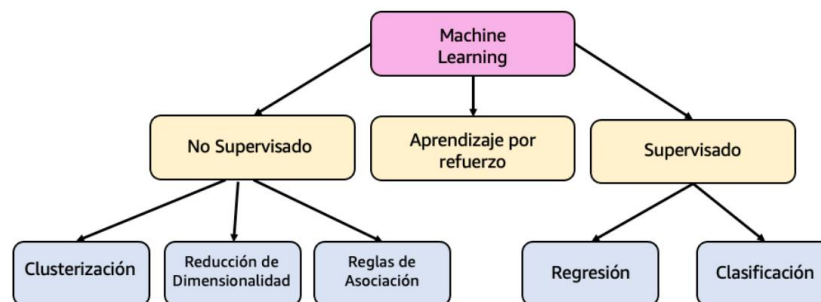 Machine
Learning
No Supervisado
Aprendizaje por
refuerzo
Supervisado
Clusterización
Reducción de
Dimensionalidad
Reglas de
Asociación
Regresión
Clasificación